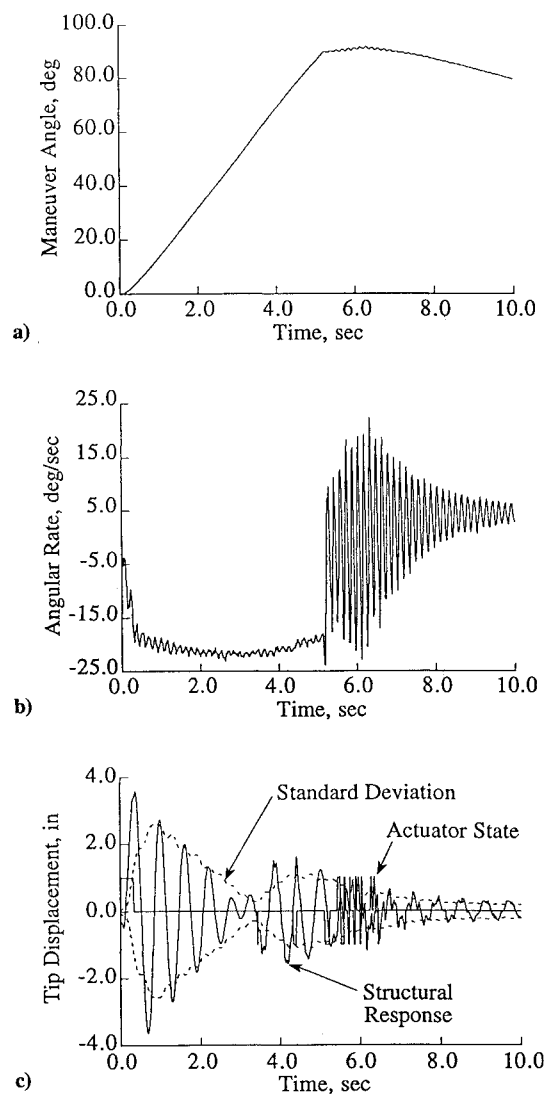 100.0
80.0
60.0
40.0
20.0
0.0
Maneuver Angle, deg
0.0 2.0 4.0 6.0 8.0 10.0
Time, sec
a)
25.0
15.0
5.0
-5.0
-15.0
-25.0
Angular Rate, deg/sec
0.0 2.0 4.0 6.0 8.0 10.0
Time, sec
b)
4.0
2.0
0.0
-2.0
-4.0
Tip Displacement, in
Standard Deviation
Actuator State
Structural
Response
0.0 2.0 4.0 6.0 8.0 10.0
Time, sec
c)